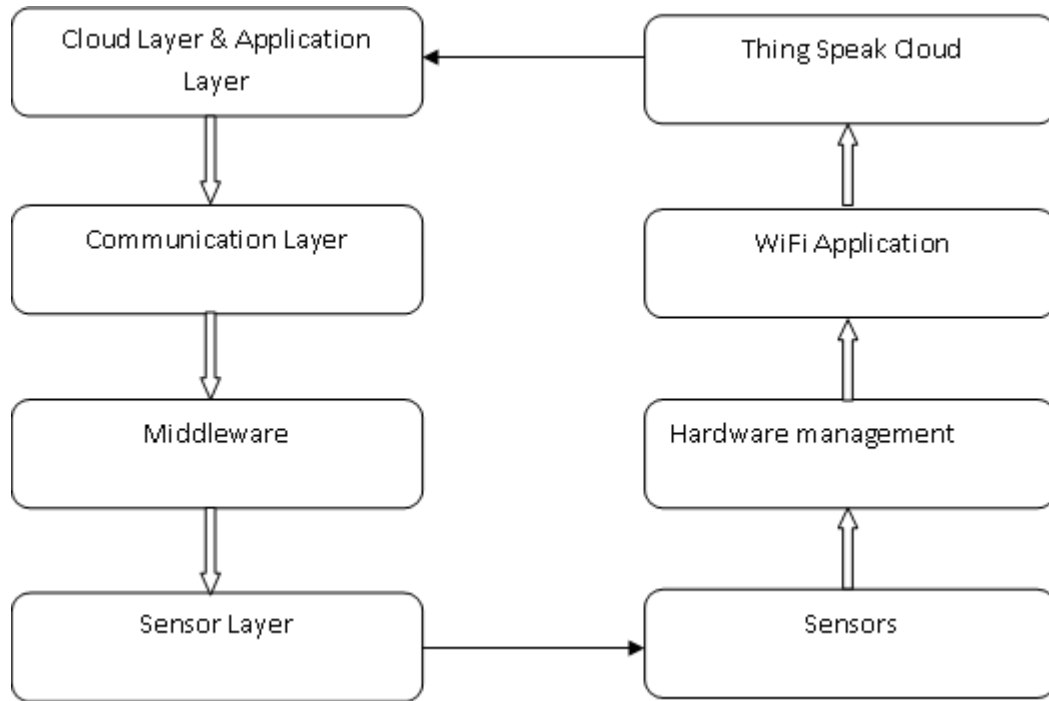 Cloud Layer & Application
Layer
Thing Speak Cloud
Communication Layer
WiFi Application
Middleware
Hardware management
Sensor Layer
Sensors